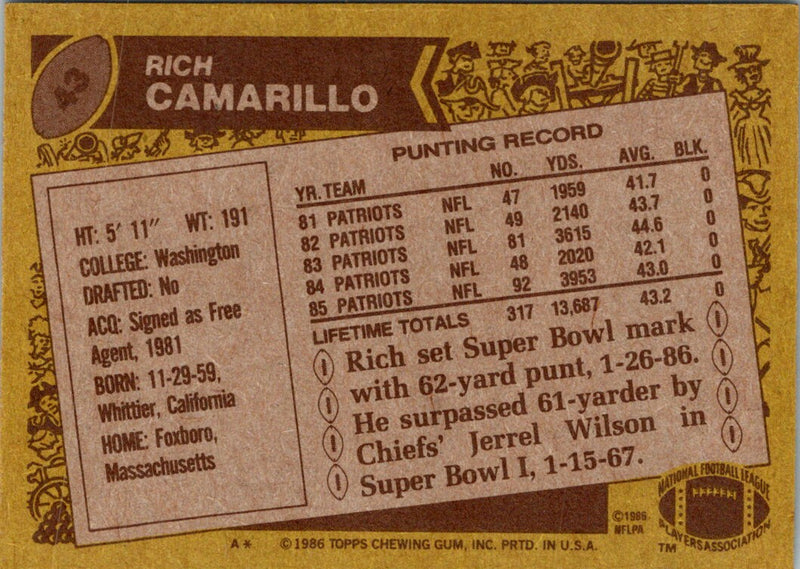 43
RICH
CAMARILLO
HT: 5' 11" WT: 191
COLLEGE: Washington
DRAFTED: No
ACQ: Signed as Free
Agent, 1981
BORN: 11-29-59,
Whittier, California
HOME: Foxboro,
Massachusetts
PUNTING RECORD
YR. TEAM NO. YDS. AVG. BLK.
81 PATRIOTS NFL 47 1959 41.7 0
82 PATRIOTS NFL 49 2140 43.7 0
83 PATRIOTS NFL 81 3615 44.6 0
84 PATRIOTS NFL 48 2020 42.1 0
85 PATRIOTS NFL 92 3953 43.0 0
LIFETIME TOTALS 317 13,687 43.2 0
Rich set Super Bowl mark
with 62-yard punt, 1-26-86.
He surpassed 61-yarder by
Chiefs' Jerrel Wilson in
Super Bowl I, 1-15-67.
©1986
NFLPA
NATIONAL FOOTBALL LEAGUE
PLAYERS ASSOCIATION
TM
A* ©1986 TOPPS CHEWING GUM, INC. PRTD. IN U.S.A.